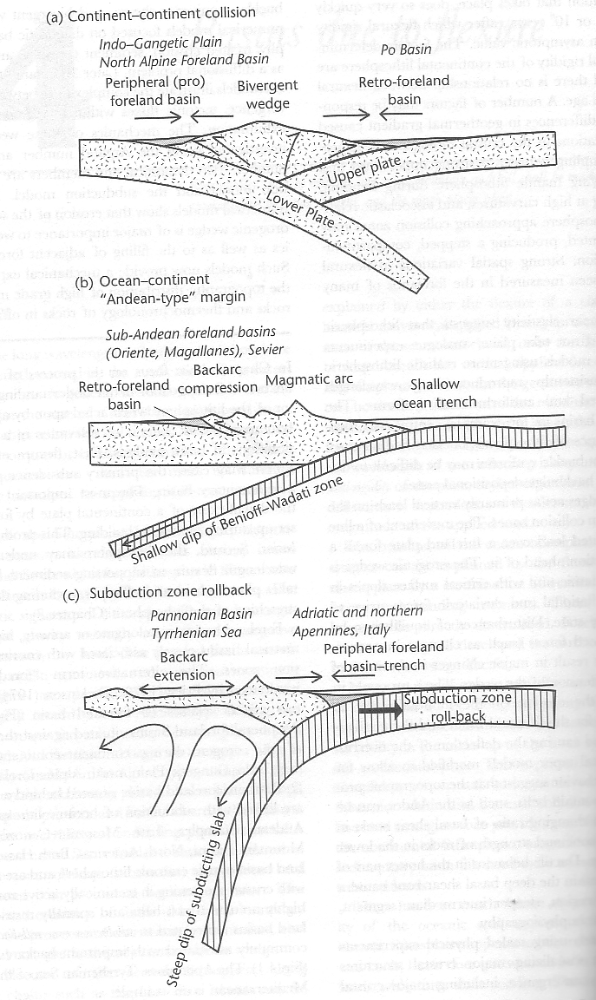 (a) Continent–continent collision
Indo–Gangetic Plain
North Alpine Foreland Basin
Po Basin
Peripheral (pro)
foreland basin
Bivergent
wedge
Retro-foreland
basin
Upper plate
Lower Plate
(b) Ocean–continent
“Andean-type” margin
Sub-Andean foreland basins
(Oriente, Magallanes), Sevier
Retro-foreland
basin
Backarc
compression
Magmatic arc
Shallow
ocean trench
Shallow dip of Benioff–Wadati zone
(c) Subduction zone rollback
Pannonian Basin
Tyrrhenian Sea
Adriatic and northern
Apennines, Italy
Backarc
extension
Peripheral foreland
basin–trench
Subduction zone
roll-back
Steep dip of subducting slab